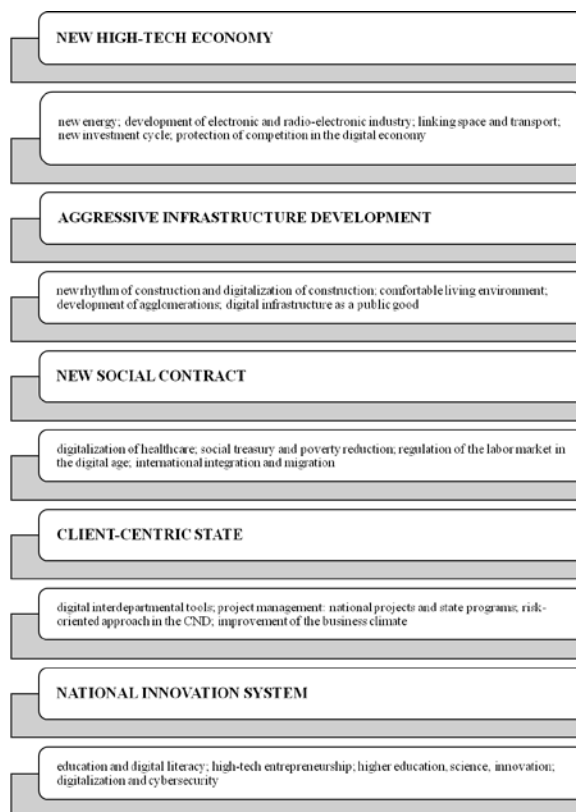 NEW HIGH-TECH ECONOMY
new energy; development of electronic and radio-electronic industry; linking space and transport;
new investment cycle; protection of competition in the digital economy
AGGRESSIVE INFRASTRUCTURE DEVELOPMENT
new rhythm of construction and digitalization of construction; comfortable living environment;
development of agglomerations; digital infrastructure as a public good
NEW SOCIAL CONTRACT
digitalization of healthcare; social treasury and poverty reduction; regulation of the labor market in
the digital age; international integration and migration
CLIENT-CENTRIC STATE
digital interdepartmental tools; project management: national projects and state programs; risk-
oriented approach in the CND; improvement of the business climate
NATIONAL INNOVATION SYSTEM
education and digital literacy; high-tech entrepreneurship; higher education, science, innovation;
digitalization and cybersecurity